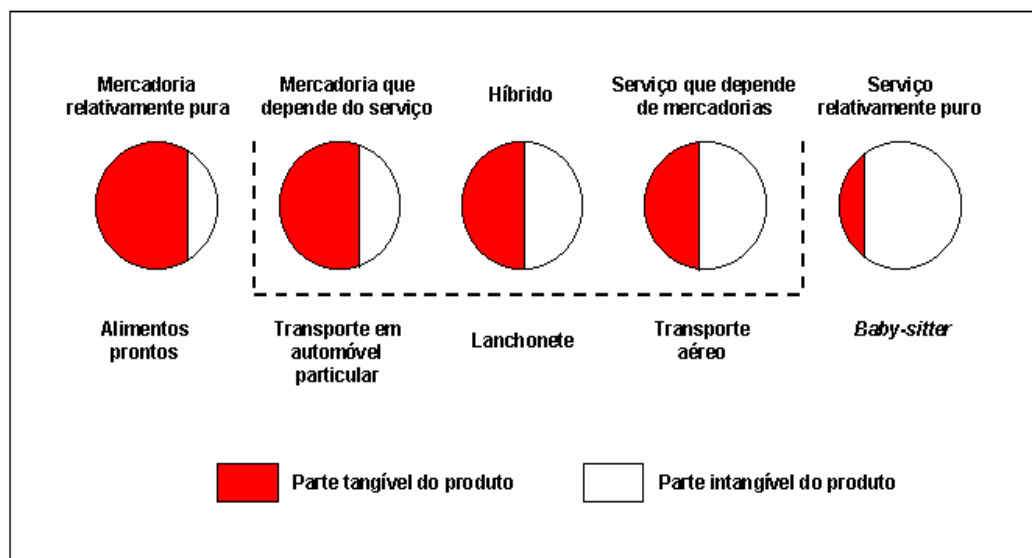 Mercadoria
relativamente pura
Mercadoria que
depende do serviço
Híbrido
Serviço que depende
de mercadorias
Serviço
relativamente puro
Alimentos
prontos
Transporte em
automóvel
particular
Lanchonete
Transporte
aéreo
Baby-sitter
Parte tangível do produto
Parte intangível do produto